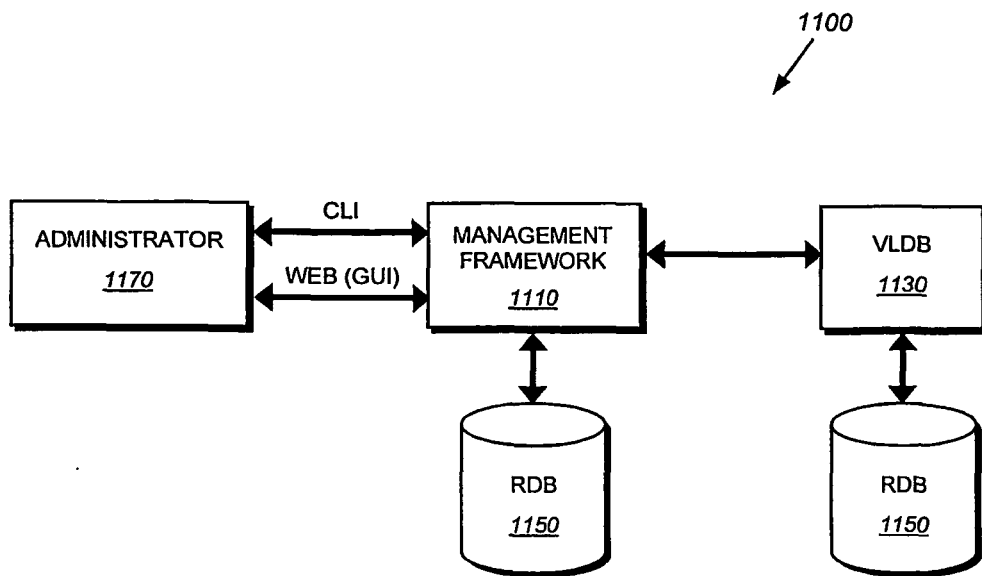 1100
ADMINISTRATOR
1170
CLI
WEB (GUI)
MANAGEMENT
FRAMEWORK
1110
VLDB
1130
RDB
1150
RDB
1150